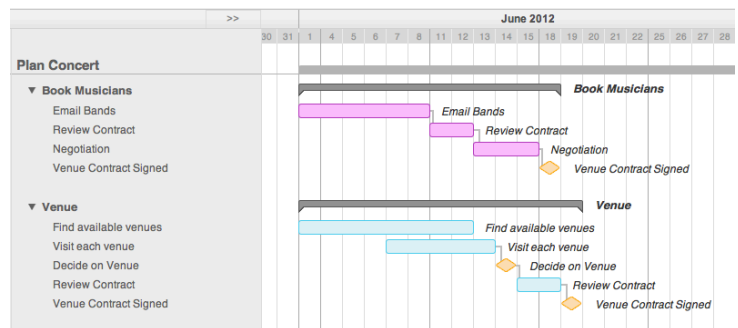 >> June 2012
30 31 1 4 5 6 7 8 11 12 13 14 15 18 19 20 21 22 25 26 27 28
Plan Concert
▼ Book Musicians Book Musicians
Email Bands Email Bands
Review Contract Review Contract
Negotiation Negotiation
Venue Contract Signed Venue Contract Signed
▼ Venue Venue
Find available venues Find available venues
Visit each venue Visit each venue
Decide on Venue Decide on Venue
Review Contract Review Contract
Venue Contract Signed Venue Contract Signed